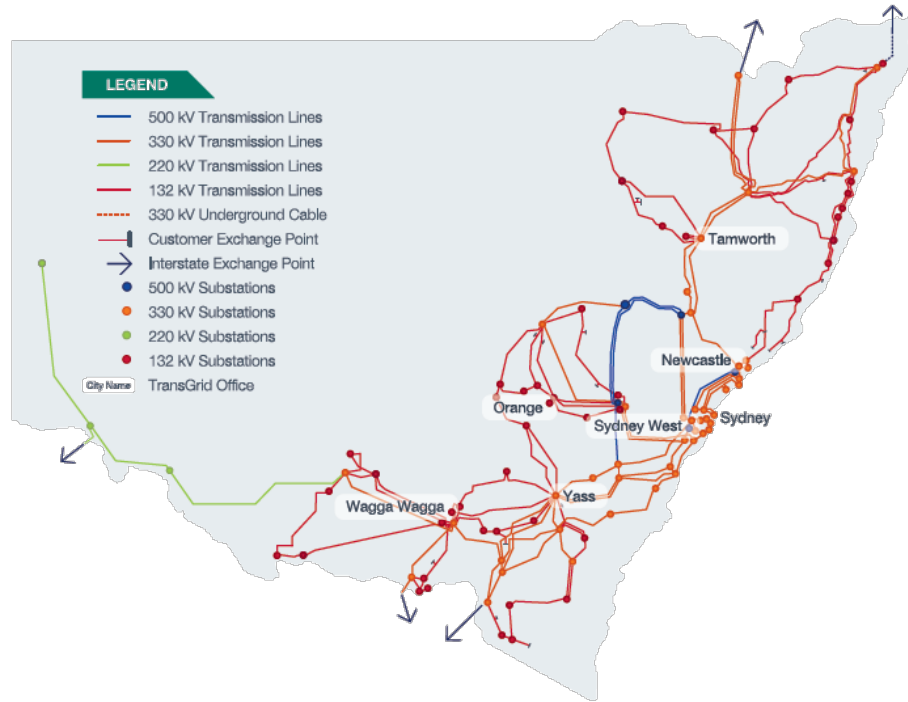 LEGEND
500 kV Transmission Lines
330 kV Transmission Lines
220 kV Transmission Lines
132 kV Transmission Lines
330 kV Underground Cable
Customer Exchange Point
Interstate Exchange Point
500 kV Substations
330 kV Substations
220 kV Substations
132 kV Substations
City Name TransGrid Office
Tamworth
Newcastle
Orange
Sydney West
Sydney
Yass
Wagga Wagga